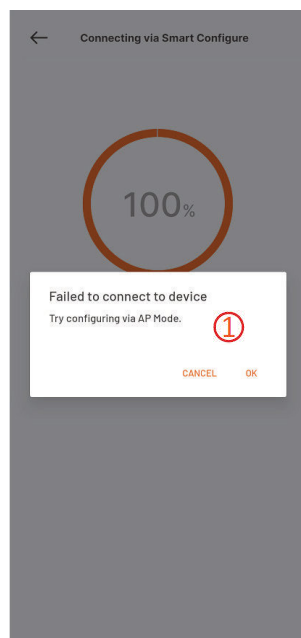 Connecting via Smart Configure
100%
Failed to connect to device
Try configuring via AP Mode.
1
CANCEL OK